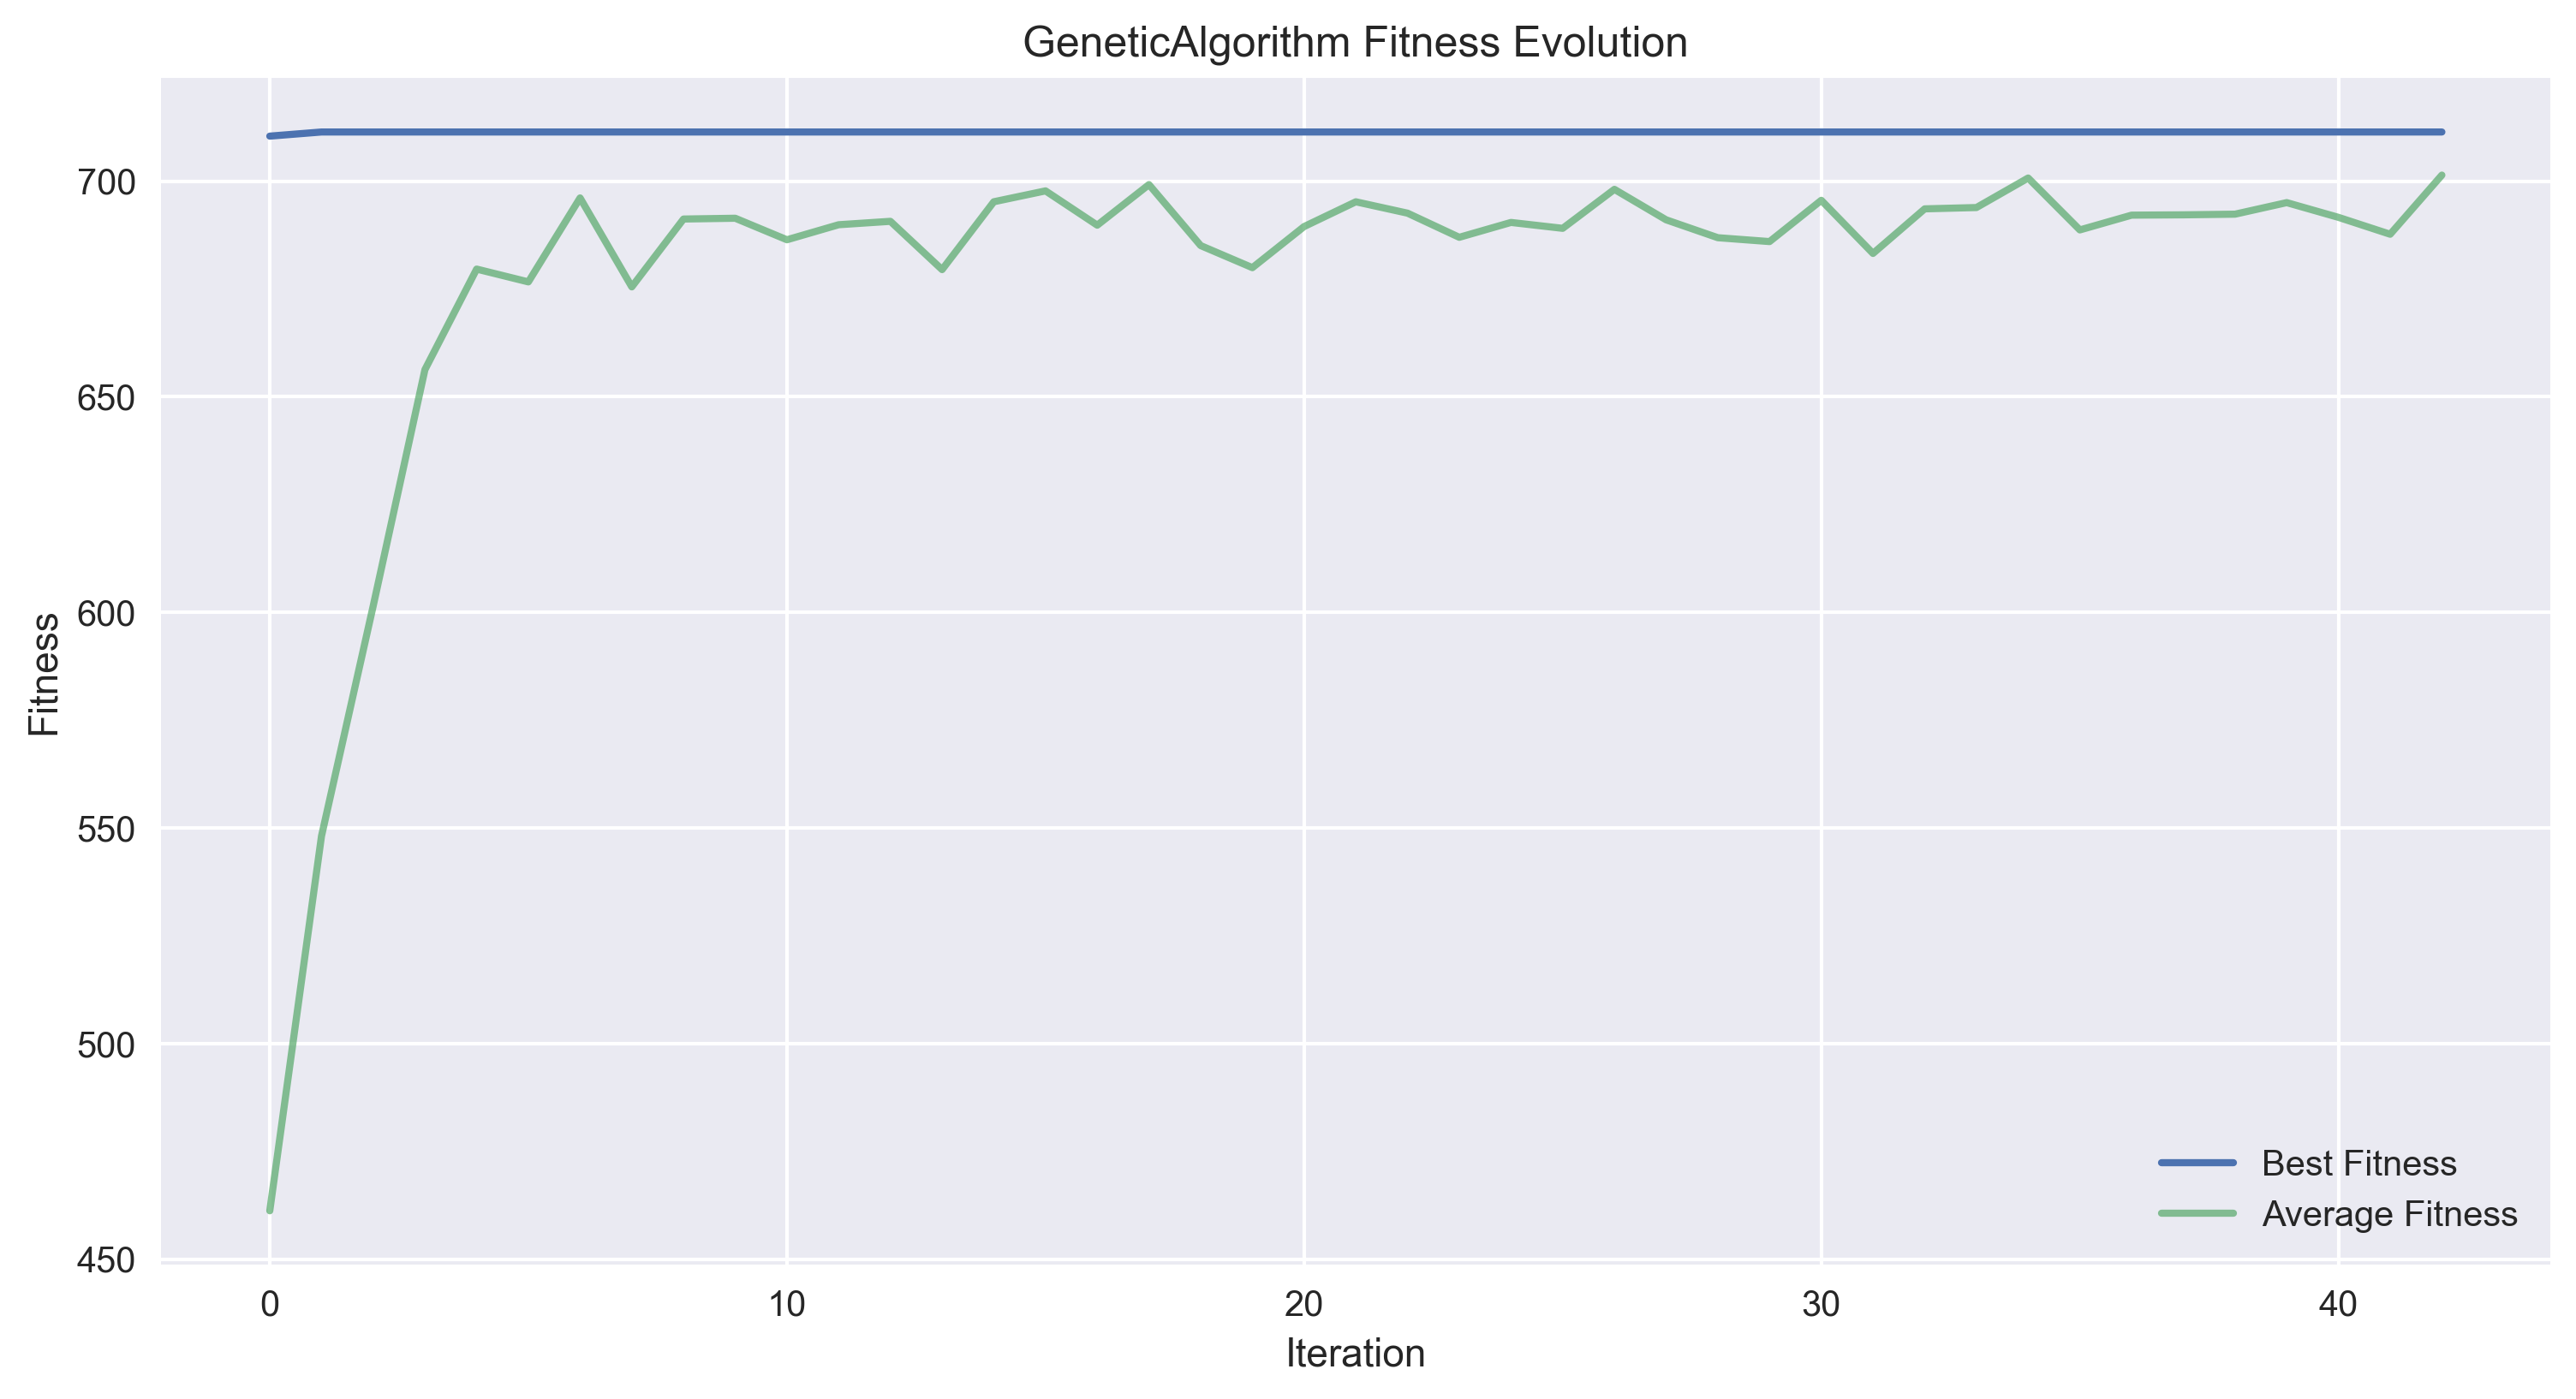 GeneticAlgorithm Fitness Evolution
Fitness
700
650
600
550
500
450
0 10 20 30 40
Iteration
Best Fitness
Average Fitness